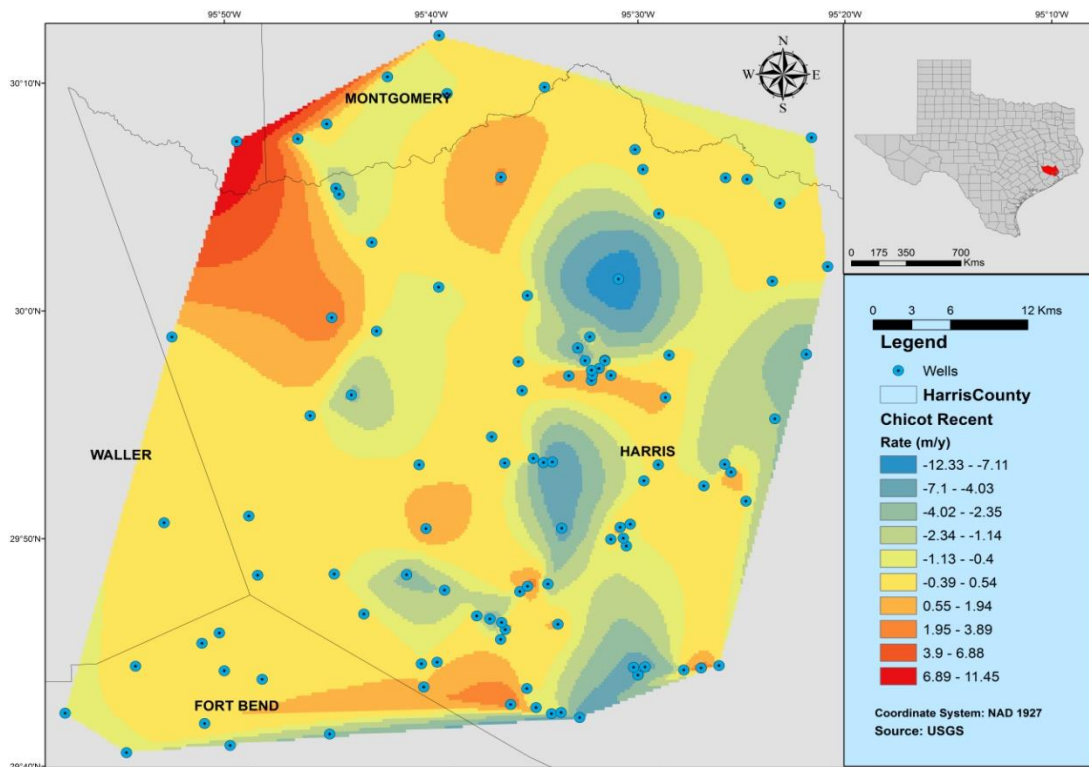 95°50'W
95°40'W
95°30'W
95°20'W
95°10'W
30°10'N
30°0'N
29°50'N
29°40'N
N
W
E
S
MONTGOMERY
WALLER
HARRIS
FORT BEND
0 175 350 700
Kms
0 3 6 12 Kms
Legend
Wells
HarrisCounty
Chicot Recent
Rate (m/y)
-12.33 - -7.11
-7.1 - -4.03
-4.02 - -2.35
-2.34 - -1.14
-1.13 - -0.4
-0.39 - 0.54
0.55 - 1.94
1.95 - 3.89
3.9 - 6.88
6.89 - 11.45
Coordinate System: NAD 1927
Source: USGS